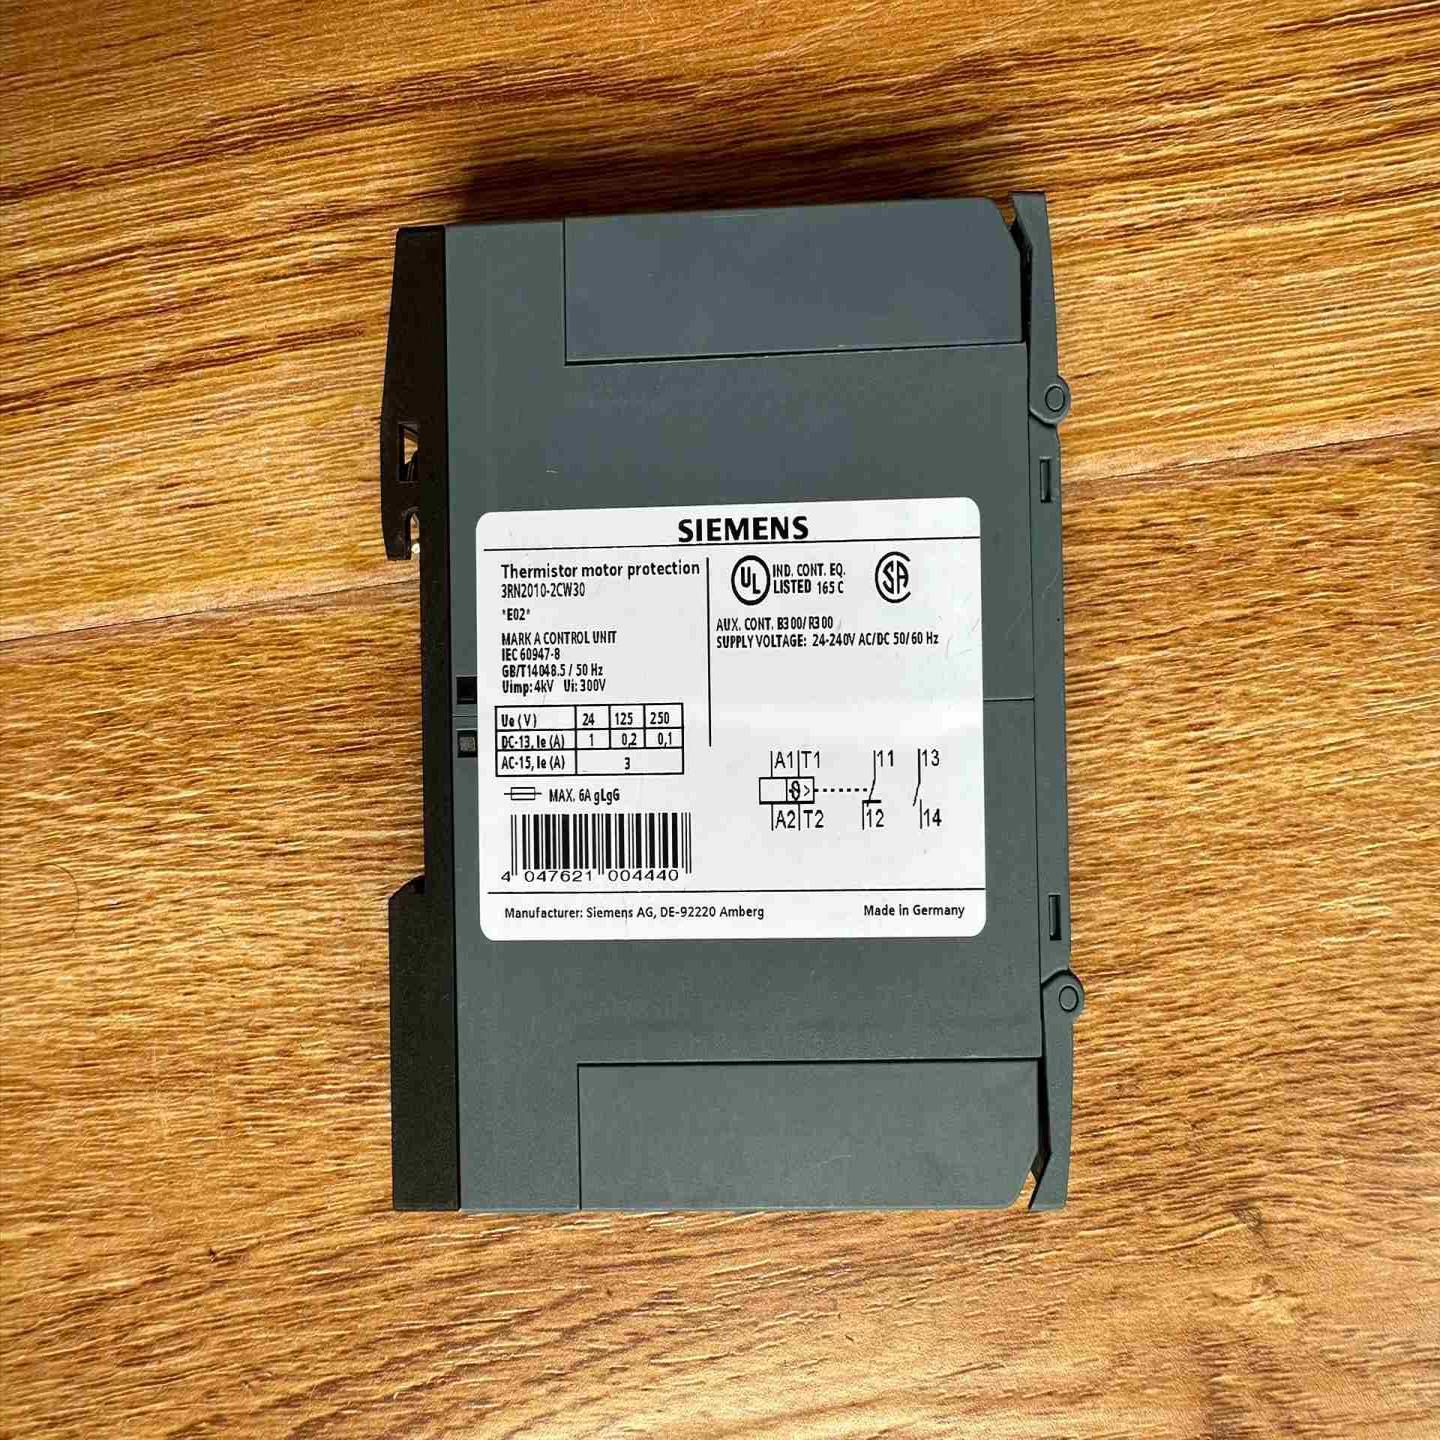 SIEMENS
Thermistor motor protection
3RN2010-2CW30
*E02*
MARK A CONTROL UNIT
IEC 60947-8
GB/T14048.5 / 50 Hz
Uimp: 4kV Ui: 300V
Ue (V) 24 125 250
DC-13, Ie (A) 1 0,2 0,1
AC-15, Ie (A) 3
MAX. 6A gLgG
4 047621 004440
UL IND. CONT. EQ.
LISTED 165 C
SA
AUX. CONT. B300/ R300
SUPPLY VOLTAGE: 24-240V AC/DC 50/60 Hz
A1 T1 11 13
ϑ >
A2 T2 12 14
Manufacturer: Siemens AG, DE-92220 Amberg
Made in Germany